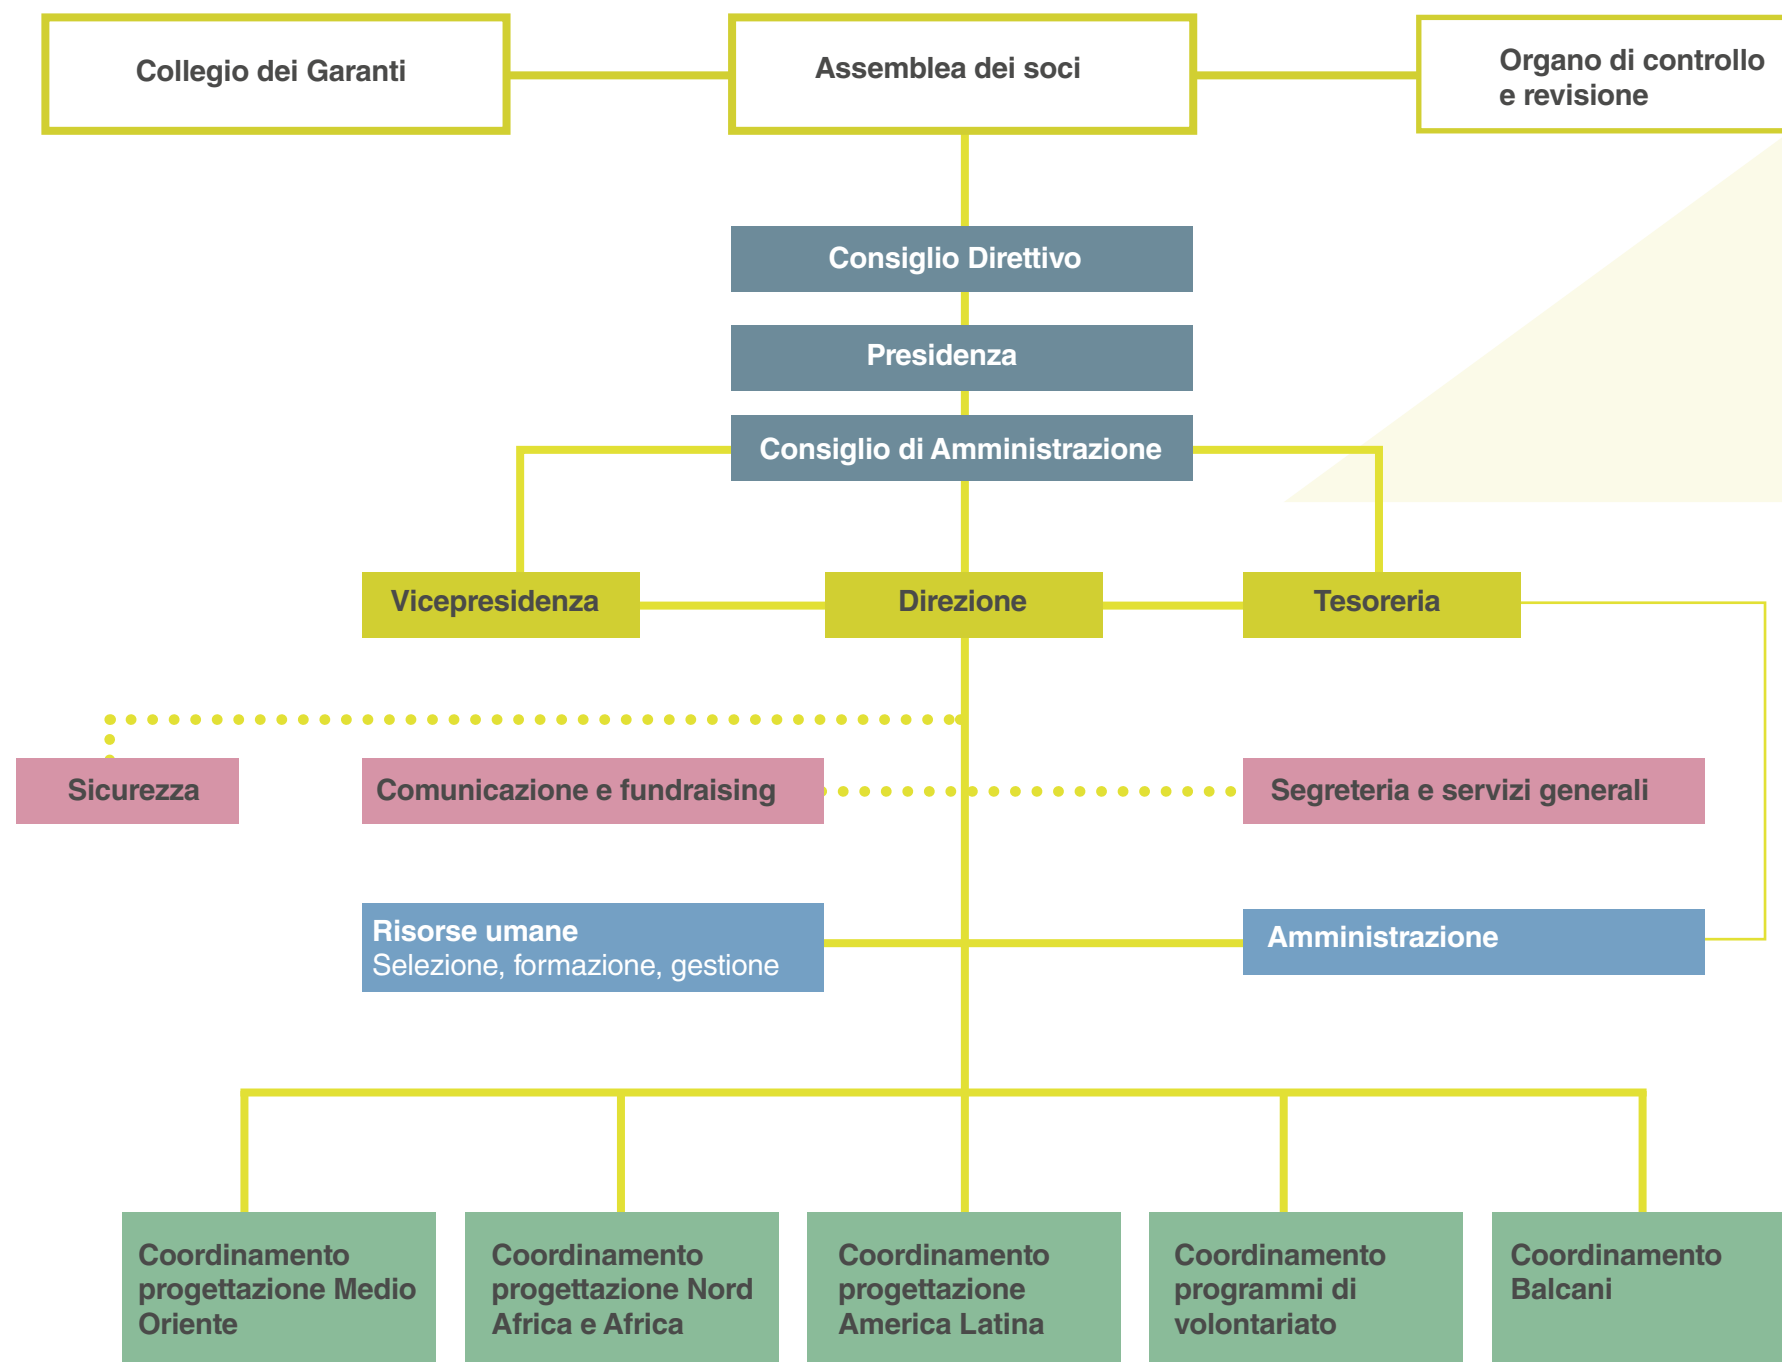 Collegio dei Garanti
Assemblea dei soci
Organo di controllo
e revisione
Consiglio Direttivo
Presidenza
Consiglio di Amministrazione
Vicepresidenza
Direzione
Tesoreria
Sicurezza
Comunicazione e fundraising
Segreteria e servizi generali
Risorse umane
Selezione, formazione, gestione
Amministrazione
Coordinamento
progettazione Medio
Oriente
Coordinamento
progettazione Nord
Africa e Africa
Coordinamento
progettazione
America Latina
Coordinamento
programmi di
volontariato
Coordinamento
Balcani